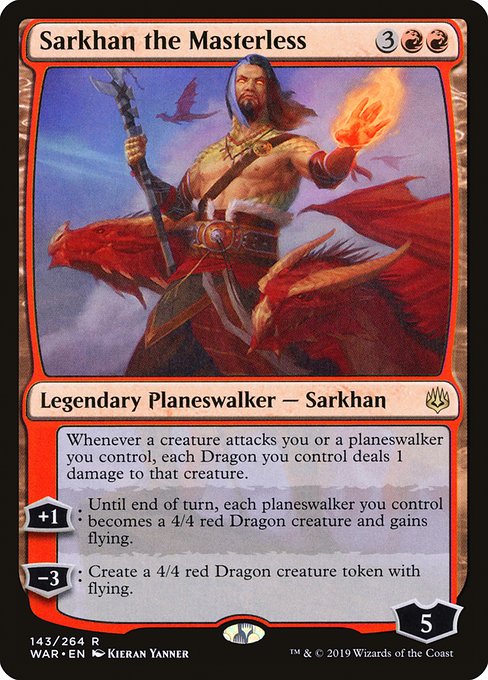 Sarkhan the Masterless 3
Legendary Planeswalker — Sarkhan
Whenever a creature attacks you or a planeswalker
you control, each Dragon you control deals 1
damage to that creature.
+1 : Until end of turn, each planeswalker you control
becomes a 4/4 red Dragon creature and gains
flying.
−3 : Create a 4/4 red Dragon creature token with
flying.
5
143/264 R
WAR • EN Kieran Yanner
™ & © 2019 Wizards of the Coast